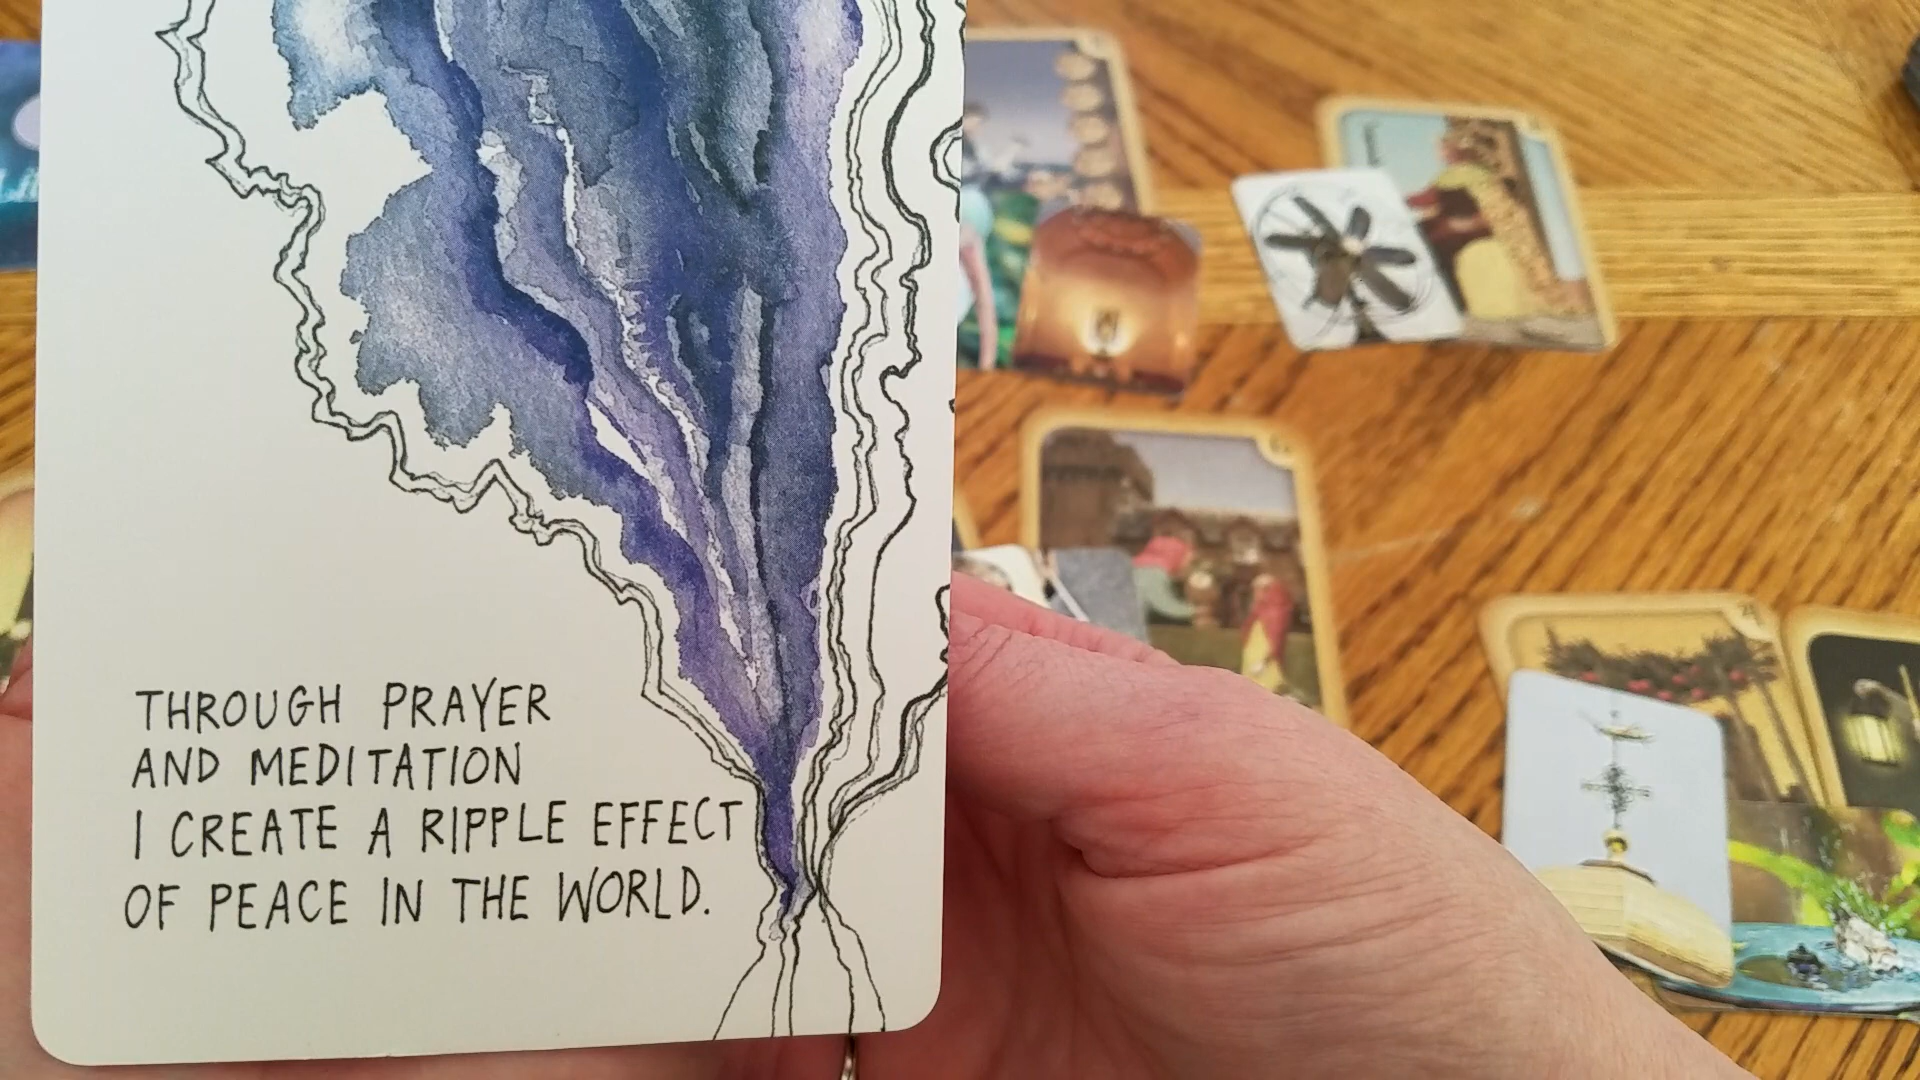 THROUGH PRAYER
AND MEDITATION
I CREATE A RIPPLE EFFECT
OF PEACE IN THE WORLD.